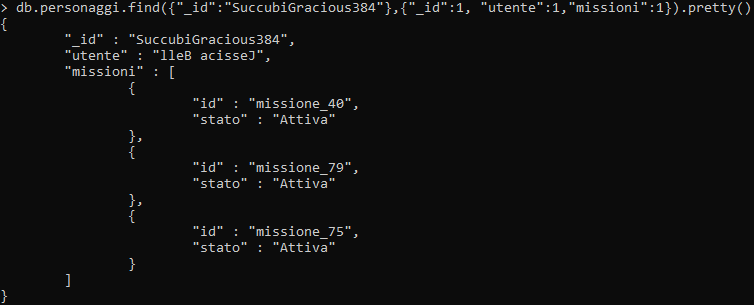 > db.personaggi.find({"_id":"SuccubiGracious384"},{"_id":1, "utente":1,"missioni":1}).pretty()
{
"_id" : "SuccubiGracious384",
"utente" : "lleB acisseJ",
"missioni" : [
{
"id" : "missione_40",
"stato" : "Attiva"
},
{
"id" : "missione_79",
"stato" : "Attiva"
},
{
"id" : "missione_75",
"stato" : "Attiva"
}
]
}